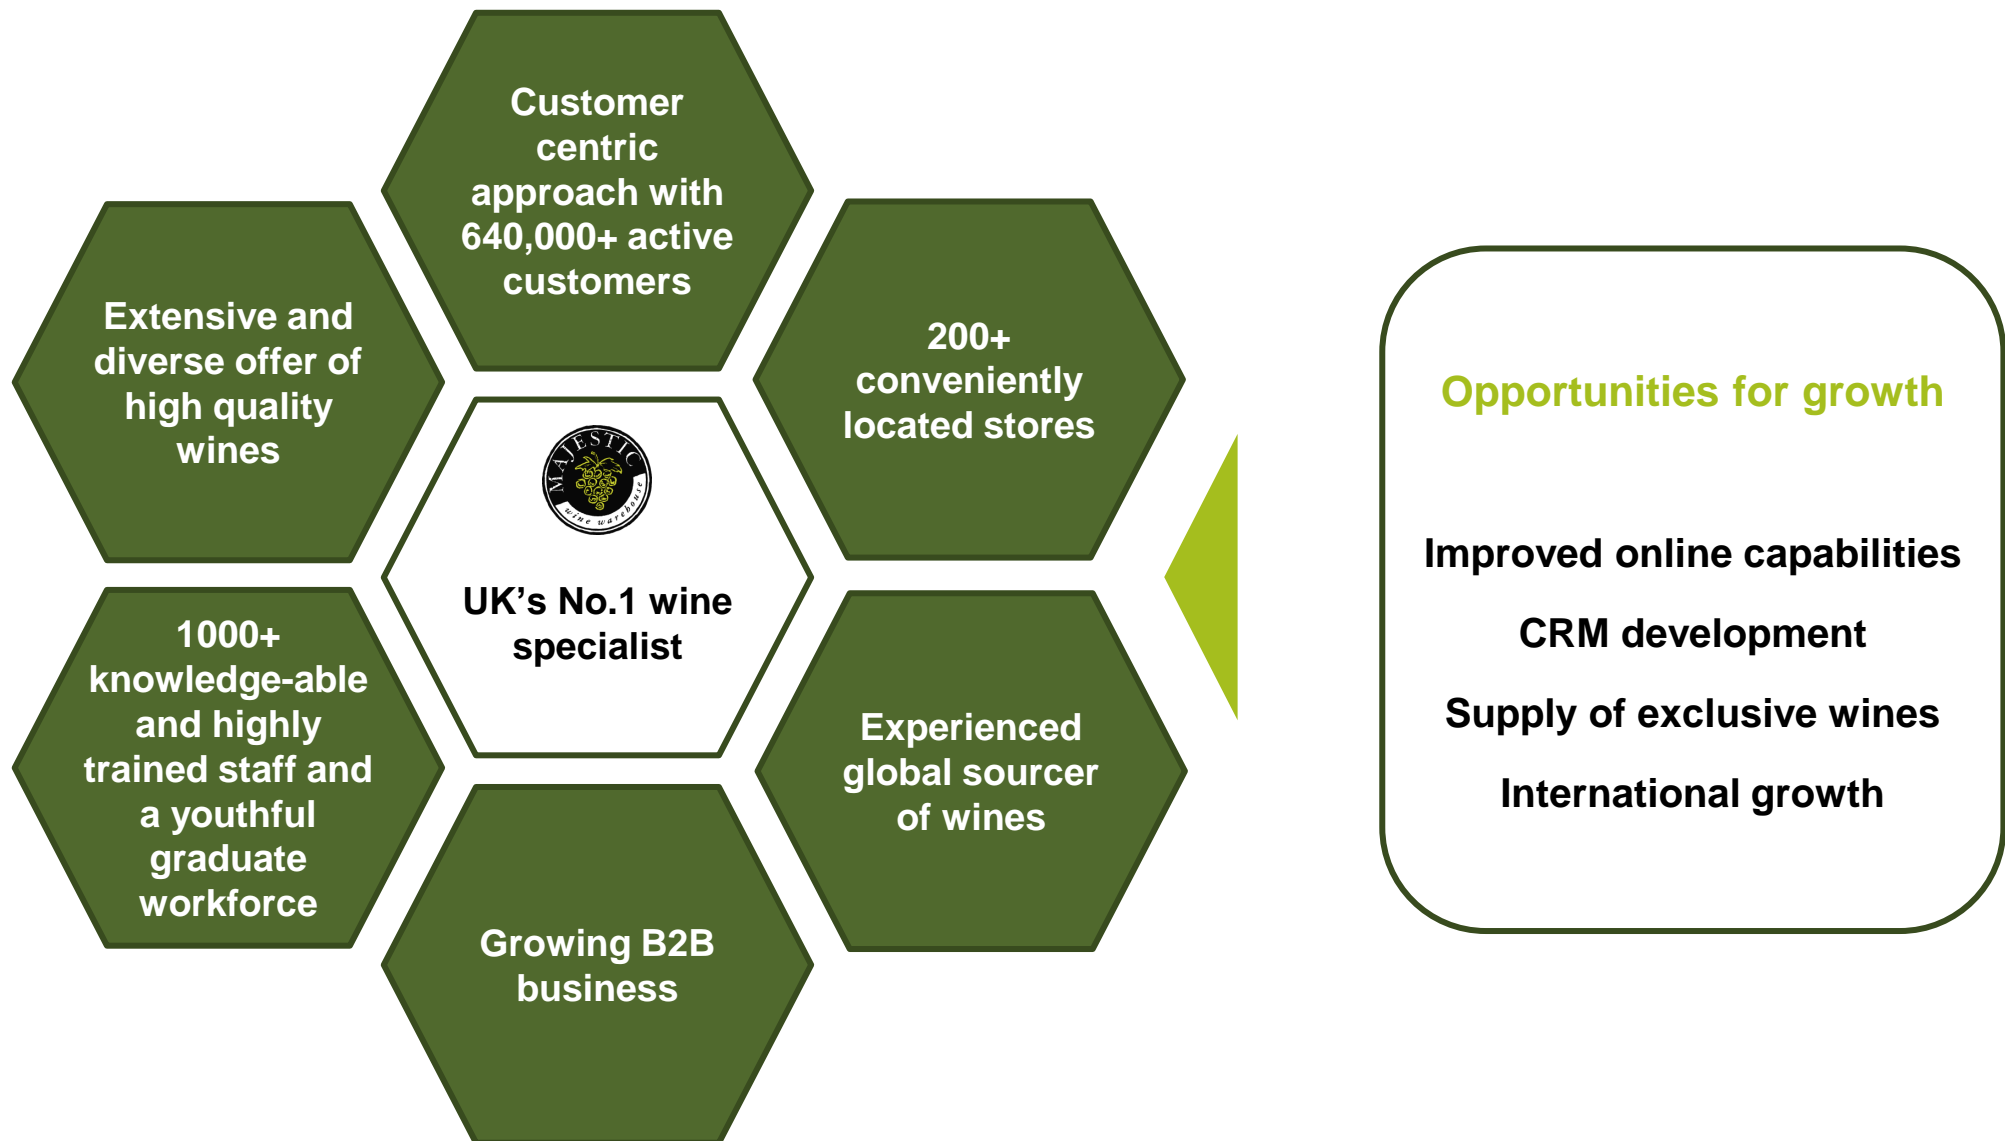 Customer
centric
approach with
640,000+ active
customers
Extensive and
diverse offer of
high quality
wines
200+
conveniently
located stores
MAJESTIC
wine warehouse
UK’s No.1 wine
specialist
1000+
knowledge-able
and highly
trained staff and
a youthful
graduate
workforce
Experienced
global sourcer
of wines
Growing B2B
business
Opportunities for growth
Improved online capabilities
CRM development
Supply of exclusive wines
International growth